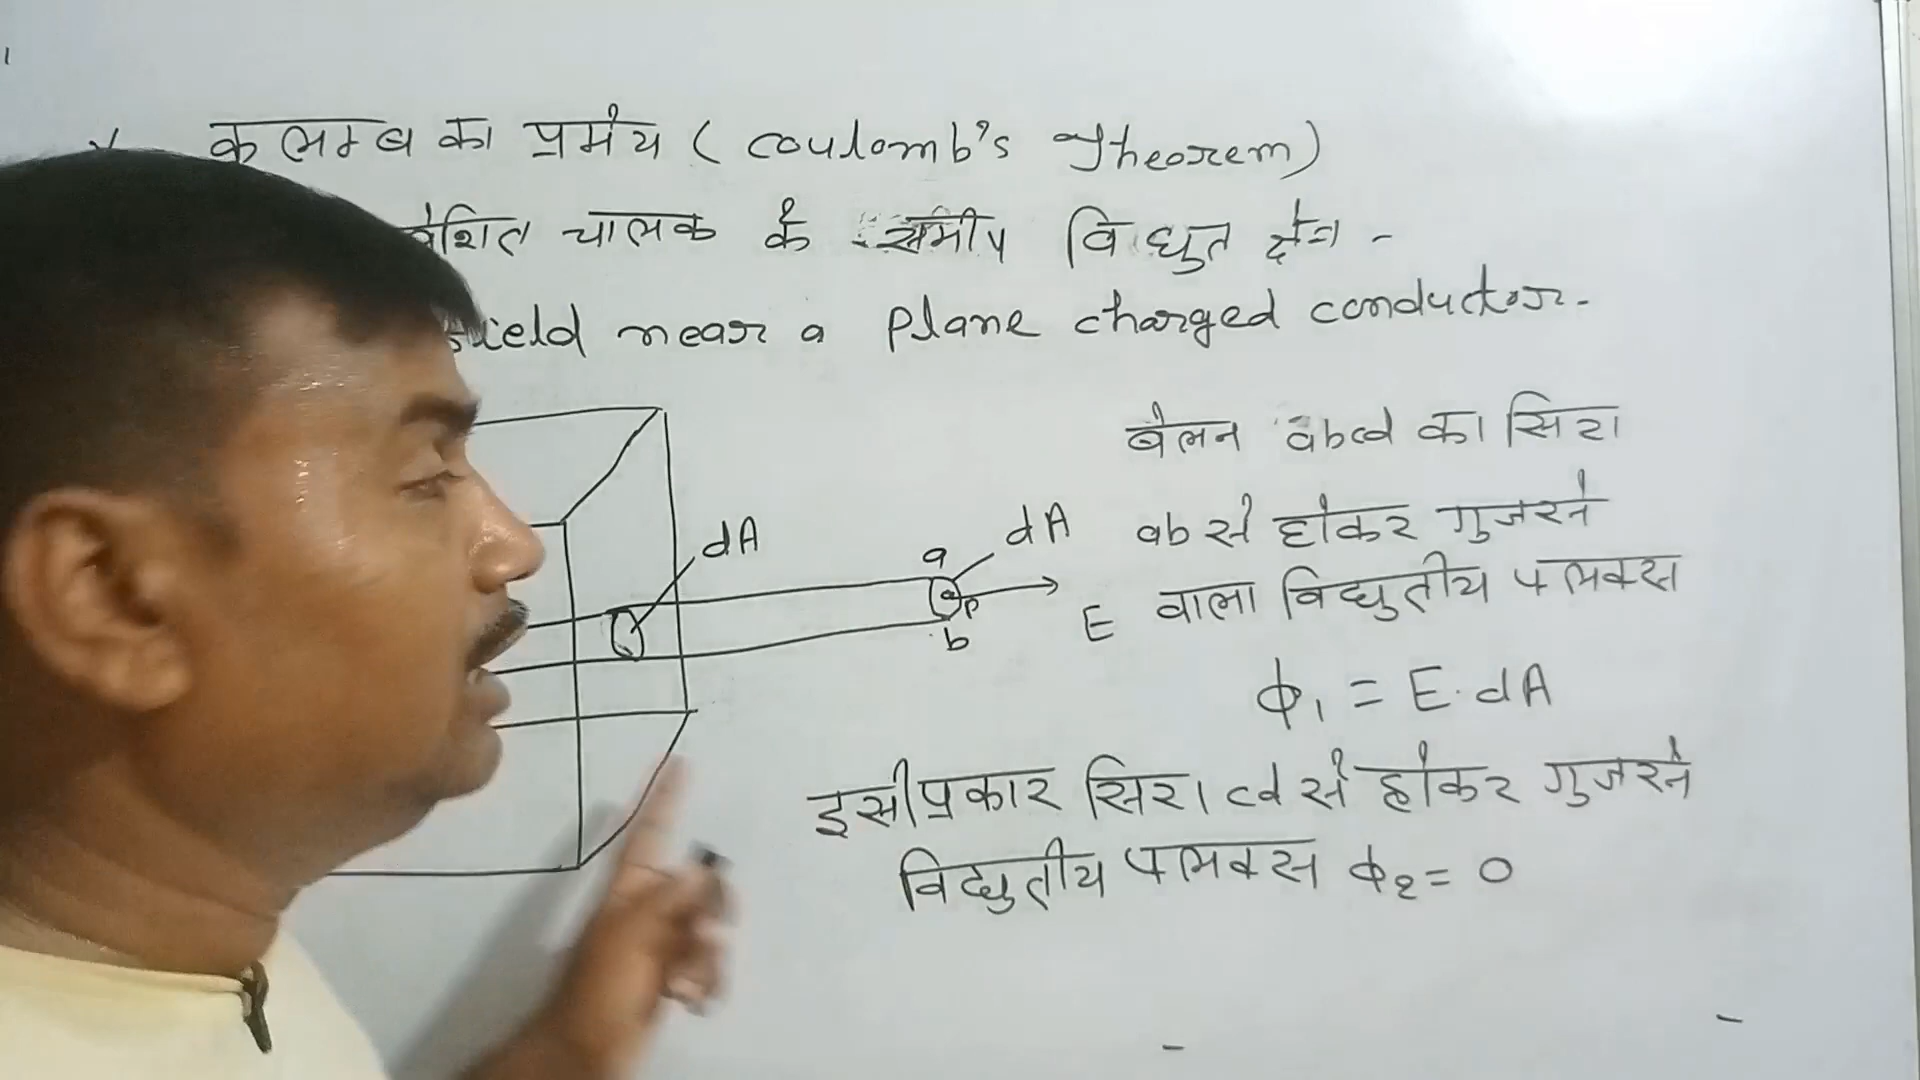 कूलम्ब का प्रमेय (Coulomb's Theorem)
चालक के समीप विद्युत क्षेत्र -
near a Plane charged conductor.
बेलन abcd का सिरा
dA
a
dA
ab से होकर गुजरने
P
E
वाला विद्युतीय फ्लक्स
b
ϕ₁ = E.dA
इसी प्रकार सिरा cd से होकर गुजरने
विद्युतीय फ्लक्स ϕ₂ = 0